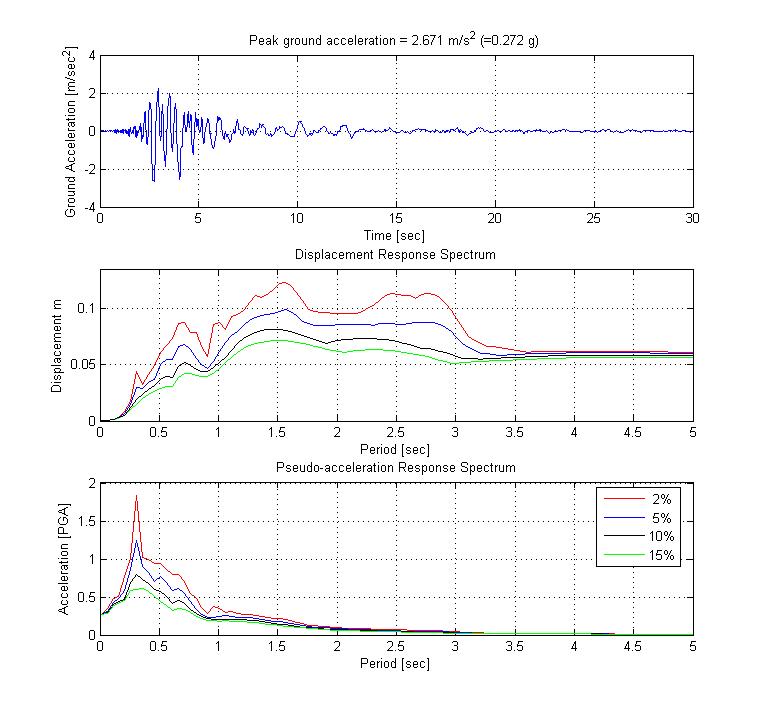 Peak ground acceleration = 2.671 m/s² (=0.272 g)
Ground Acceleration [m/sec²]
4
2
0
-2
-4
0 5 10 15 20 25 30
Time [sec]
Displacement Response Spectrum
Displacement m
0.1
0.05
0
0 0.5 1 1.5 2 2.5 3 3.5 4 4.5 5
Period [sec]
Pseudo-acceleration Response Spectrum
Acceleration [PGA]
2
1.5
1
0.5
0
2%
5%
10%
15%
0 0.5 1 1.5 2 2.5 3 3.5 4 4.5 5
Period [sec]